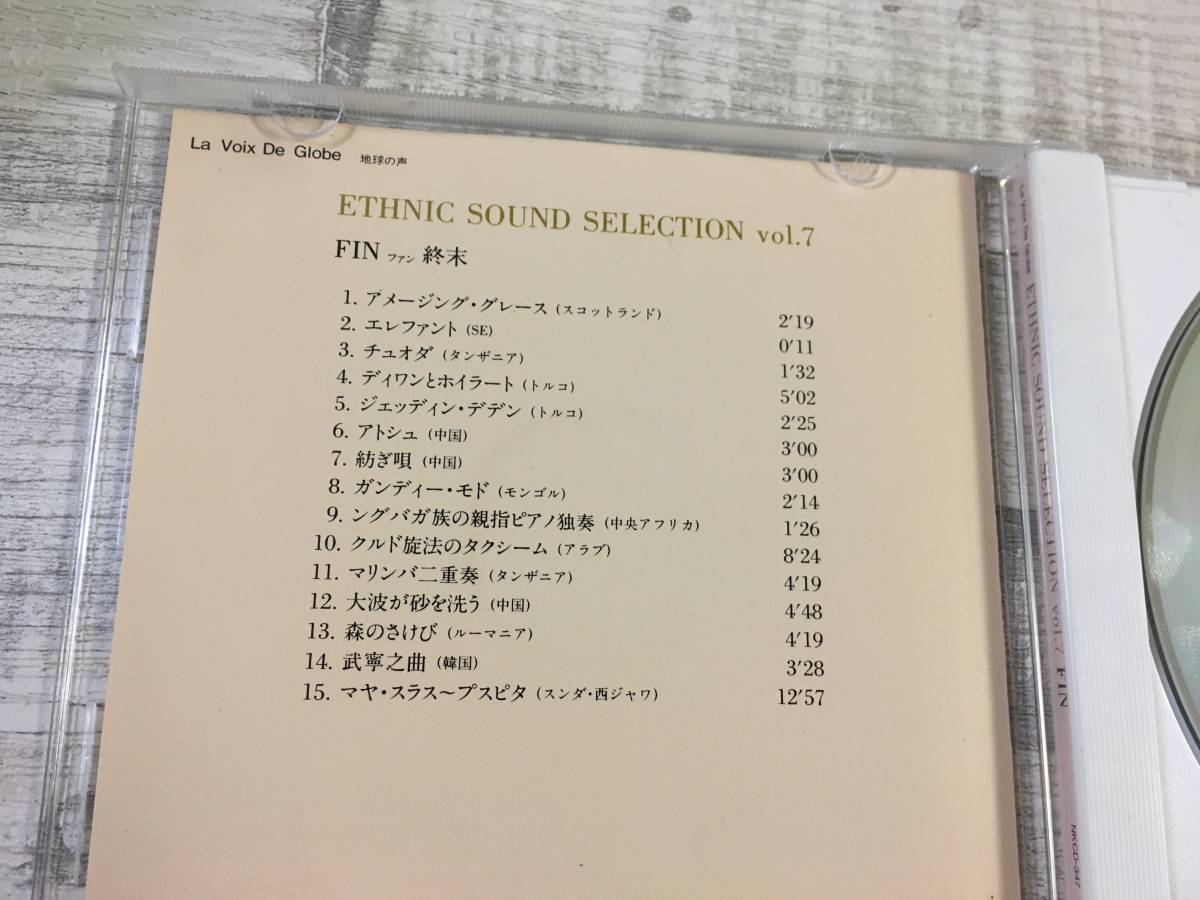 La Voix De Globe 地球の声
ETHNIC SOUND SELECTION vol.7
FIN ファン 終末
1. アメージング・グレース (スコットランド) 2'19
2. エレファント (SE) 0'11
3. チュオダ (タンザニア) 1'32
4. ディワンとホイラート (トルコ) 5'02
5. ジェッディン・デデン (トルコ) 2'25
6. アトシュ (中国) 3'00
7. 紡ぎ唄 (中国) 3'00
8. ガンディー・モド (モンゴル) 2'14
9. ングバガ族の親指ピアノ独奏 (中央アフリカ) 1'26
10. クルド旋法のタクシーム (アラブ) 8'24
11. マリンバ二重奏 (タンザニア) 4'19
12. 大波が砂を洗う (中国) 4'48
13. 森のさけび (ルーマニア) 4'19
14. 武寧之曲 (韓国) 3'28
15. マヤ・スラス〜プスピタ (スンダ・西ジャワ) 12'57
La Voix De Globe ETHNIC SOUND SELECTION vol.7 FIN
NKCD-347